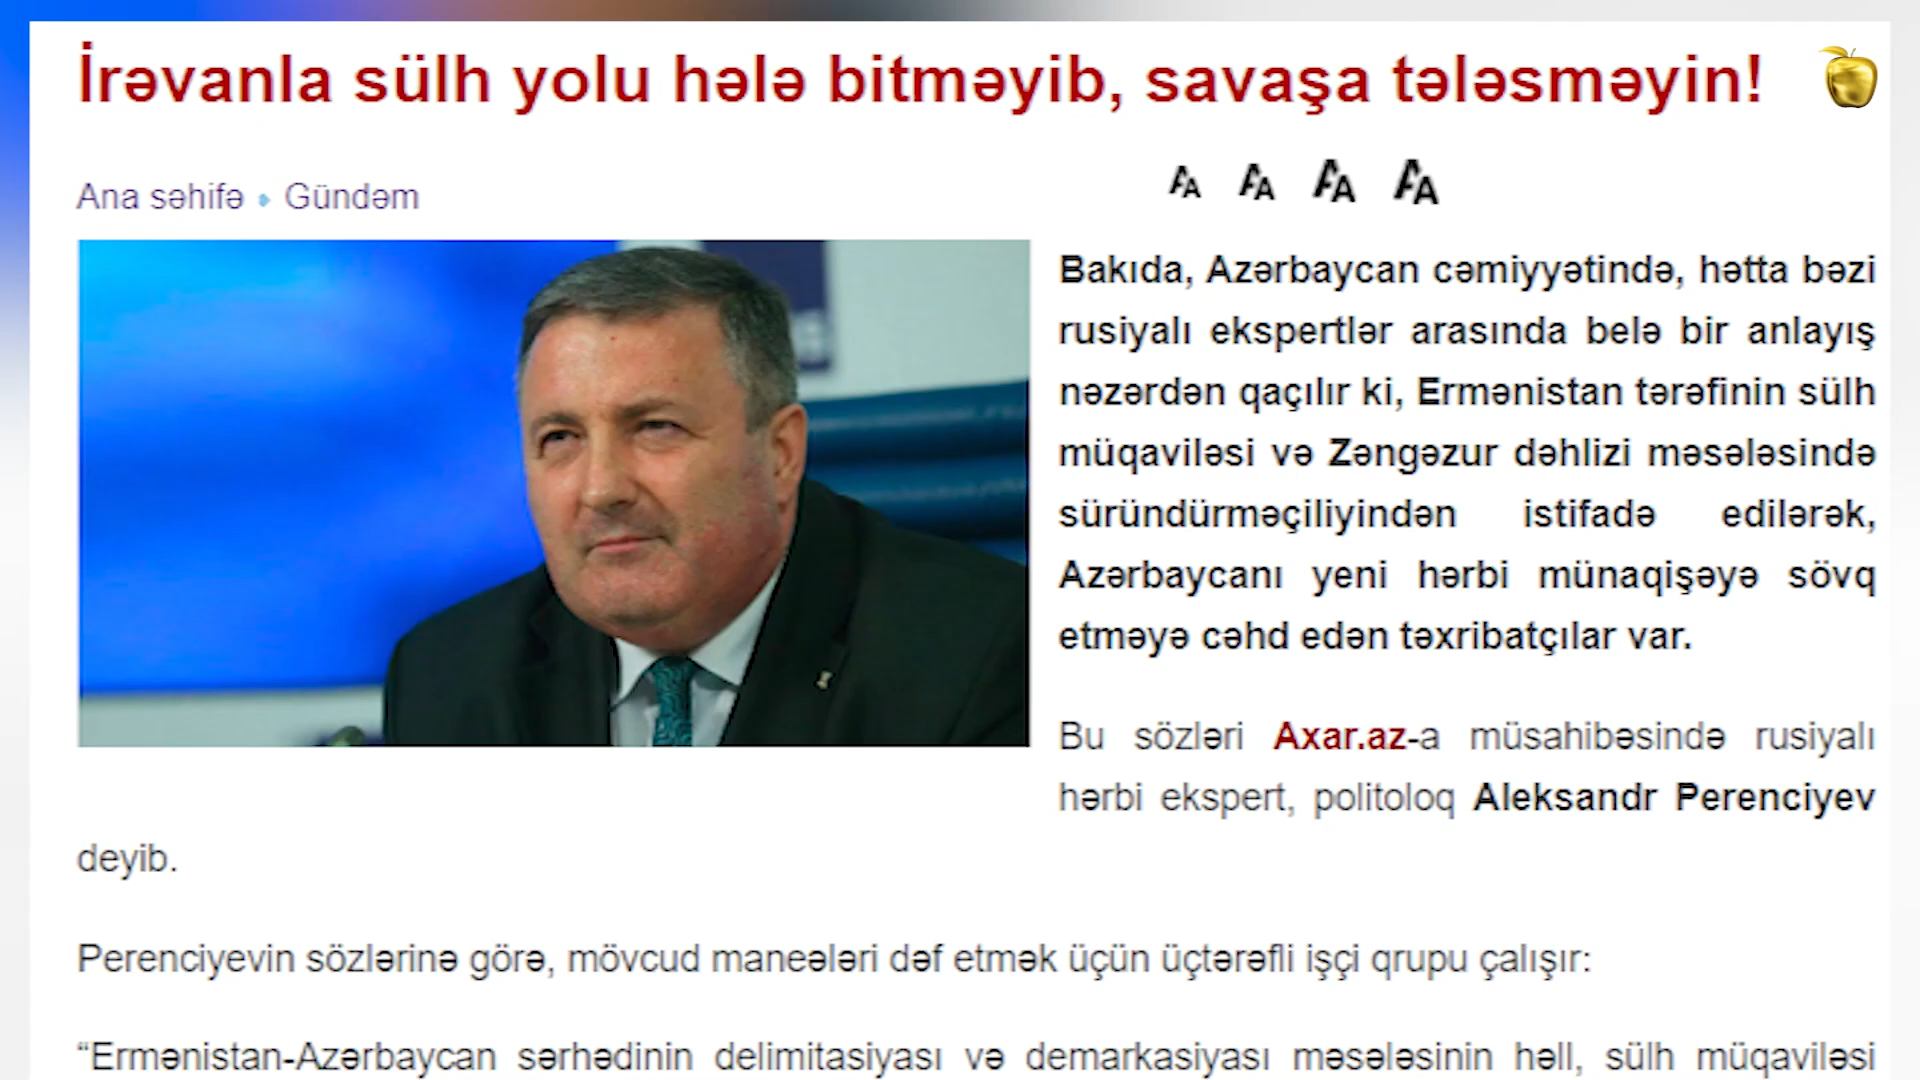 İrəvanla sülh yolu hələ bitməyib, savaşa tələsməyin!
Ana səhifə • Gündəm
AA AA AA AA
Bakıda, Azərbaycan cəmiyyətində, hətta bəzi
rusiyalı ekspertlər arasında belə bir anlayış
nəzərdən qaçılır ki, Ermənistan tərəfinin sülh
müqaviləsi və Zəngəzur dəhlizi məsələsində
süründürməçiliyindən istifadə edilərək,
Azərbaycanı yeni hərbi münaqişəyə sövq
etməyə cəhd edən təxribatçılar var.
Bu sözləri Axar.az-a müsahibəsində rusiyalı
hərbi ekspert, politoloq Aleksandr Perenciyev
deyib.
Perenciyevin sözlərinə görə, mövcud maneələri dəf etmək üçün üçtərəfli işçi qrupu çalışır:
“Ermənistan-Azərbaycan sərhədinin delimitasiyası və demarkasiyası məsələsinin həll, sülh müqaviləsi